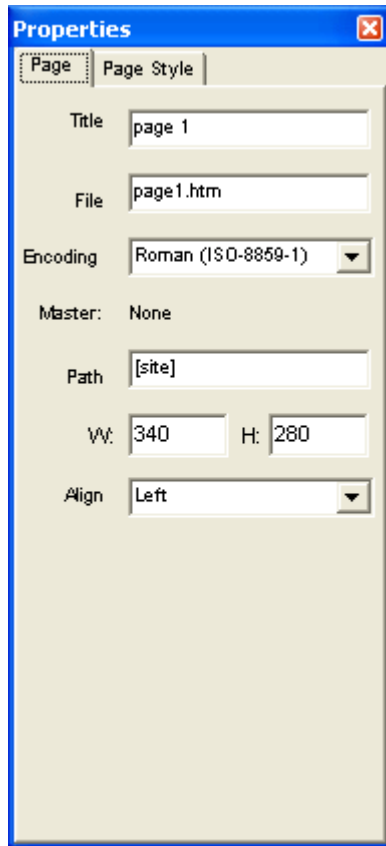 Properties
Page Page Style
Title page 1
File page1.htm
Encoding Roman (ISO-8859-1)
Master: None
Path [site]
W: 340 H: 280
Align Left